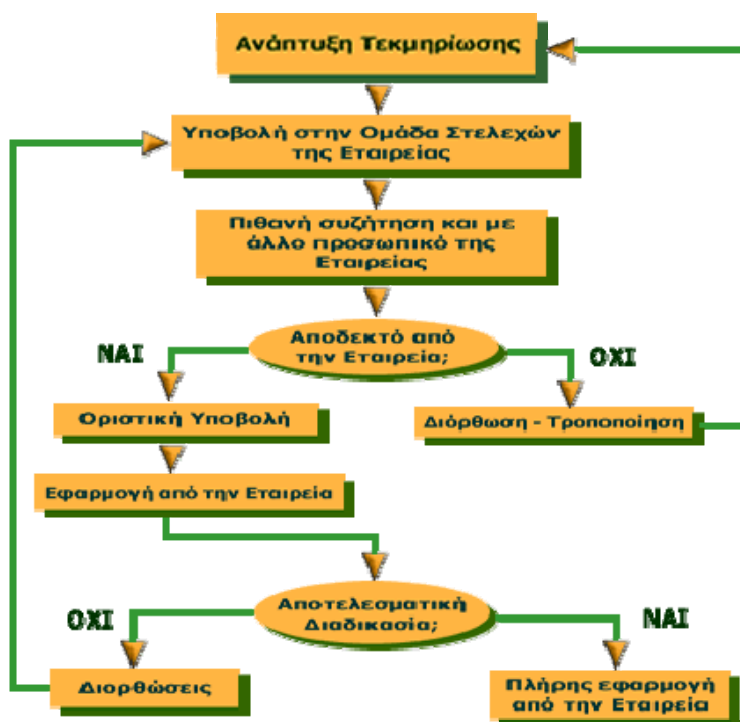 Ανάπτυξη Τεκμηρίωσης
Υποβολή στην Ομάδα Στελεχών
της Εταιρείας
Πιθανή συζήτηση και με
άλλο προσωπικό της
Εταιρείας
Αποδεκτό από
την Εταιρεία;
ΝΑΙ
ΟΧΙ
Οριστική Υποβολή
Διόρθωση - Τροποποίηση
Εφαρμογή από την Εταιρεία
Αποτελεσματική
Διαδικασία;
ΟΧΙ
ΝΑΙ
Διορθώσεις
Πλήρης εφαρμογή
από την Εταιρεία